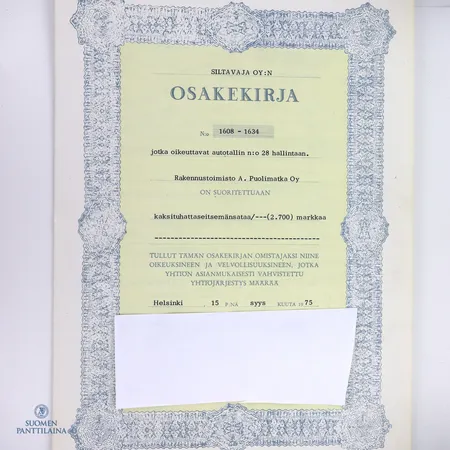 SILTAVAJA OY:N
OSAKEKIRJA
N:o 1608 - 1634
jotka oikeuttavat autotallin n:o 28 hallintaan.
Rakennustoimisto A. Puolimatka Oy
ON SUORITETTUAAN
kaksituhattaseitsemänsataa/---(2.700) markkaa
TULLUT TÄMÄN OSAKEKIRJAN OMISTAJAKSI NIINE
OIKEUKSINEEN JA VELVOLLISUUKSINEEN, JOTKA
YHTIÖN ASIANMUKAISESTI VAHVISTETTU
YHTIÖJÄRJESTYS MÄÄRÄÄ
Helsinki . 15 P:NÄ syys KUUTA 1975
SUOMEN
PANTTILAINA